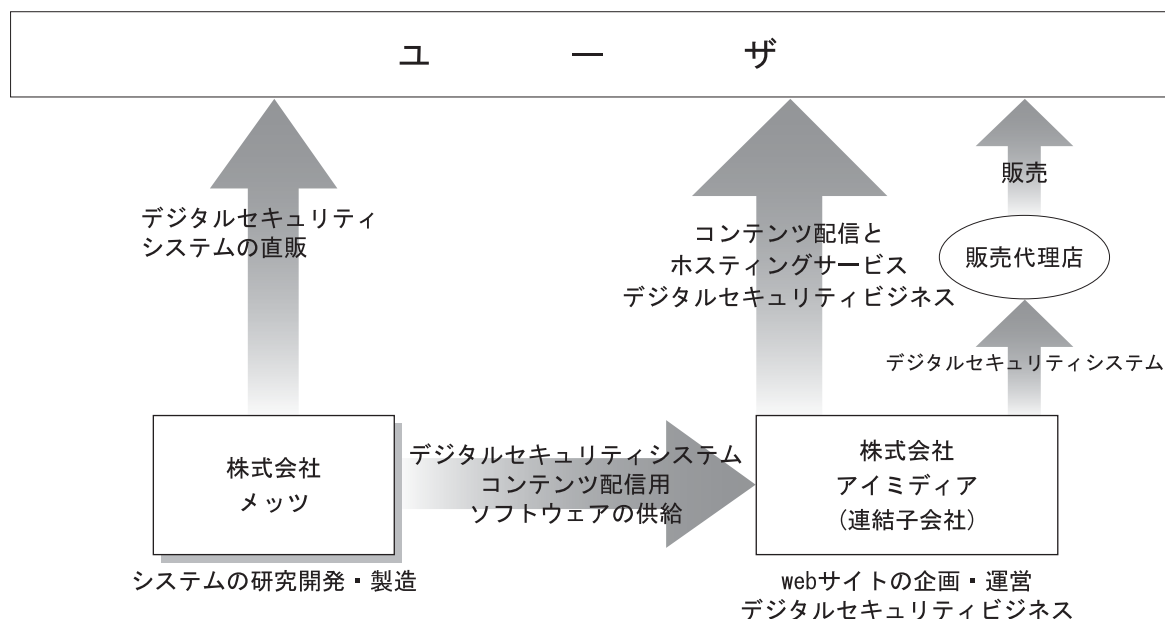 ユーザ
デジタルセキュリティ
システムの直販
コンテンツ配信と
ホスティングサービス
デジタルセキュリティビジネス
販売
販売代理店
デジタルセキュリティシステム
株式会社
メッツ
システムの研究開発・製造
デジタルセキュリティシステム
コンテンツ配信用
ソフトウェアの供給
株式会社
アイミディア
(連結子会社)
webサイトの企画・運営
デジタルセキュリティビジネス